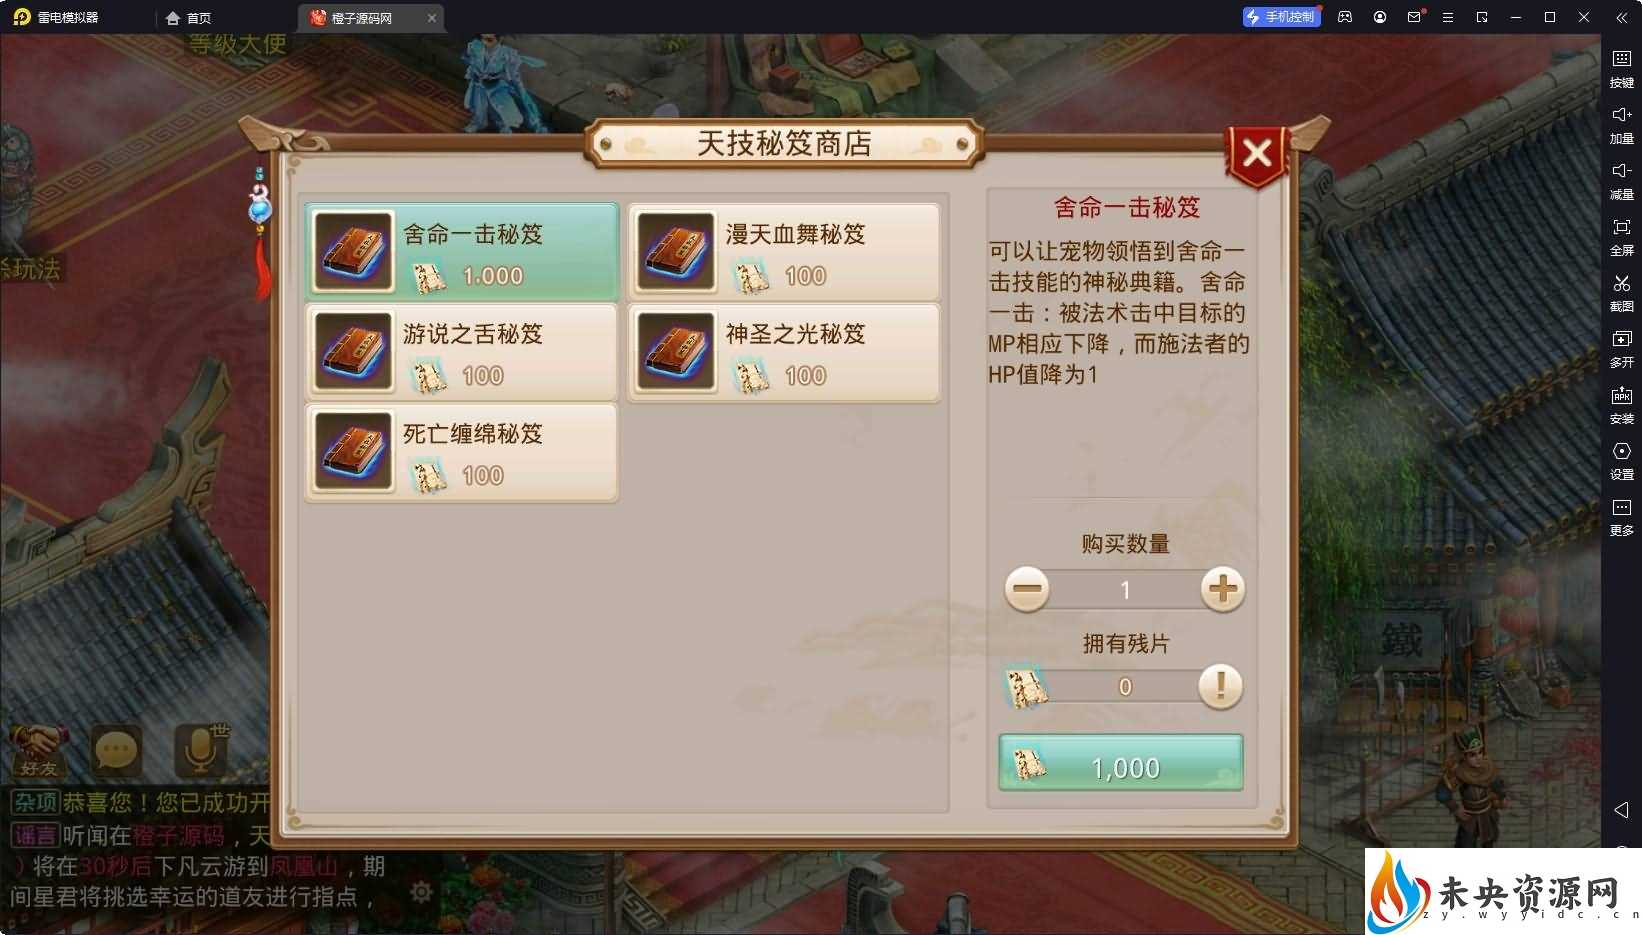 雷电模拟器
首页
橙子源码网
手机控制
等级大使
天技秘笈商店
按键
加量
减量
全屏
截图
多开
安装
APK
设置
更多
杀玩法
舍命一击秘笈
1,000
漫天血舞秘笈
100
游说之舌秘笈
100
神圣之光秘笈
100
死亡缠绵秘笈
100
舍命一击秘笈
可以让宠物领悟到舍命一
击技能的神秘典籍。舍命
一击：被法术击中目标的
MP相应下降，而施法者的
HP值降为1
购买数量
1
拥有残片
0
1,000
鐵
世
好友
杂项 恭喜您！您已成功开
谣言 听闻在橙子源码，天
）将在30秒后下凡云游到凤凰山，期
间星君将挑选幸运的道友进行指点，
未央资源网
zy.wyyidc.cn